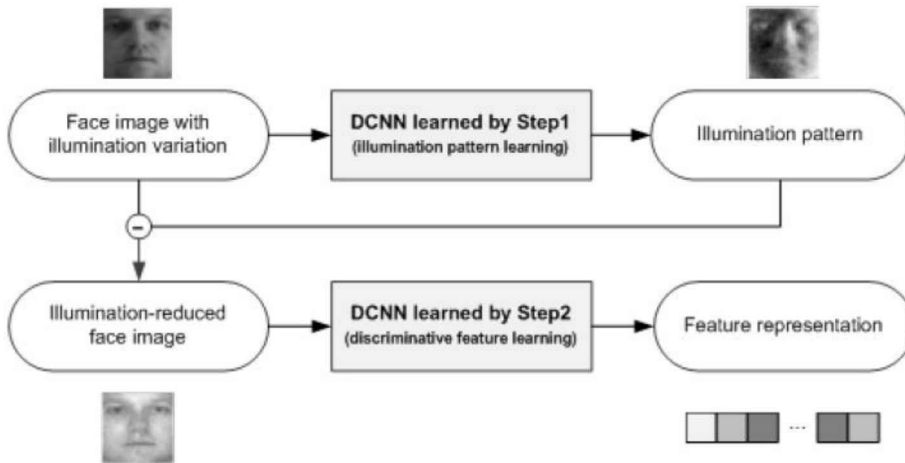 Face image with
illumination variation
DCNN learned by Step1
(illumination pattern learning)
Illumination pattern
−
Illumination-reduced
face image
DCNN learned by Step2
(discriminative feature learning)
Feature representation
...